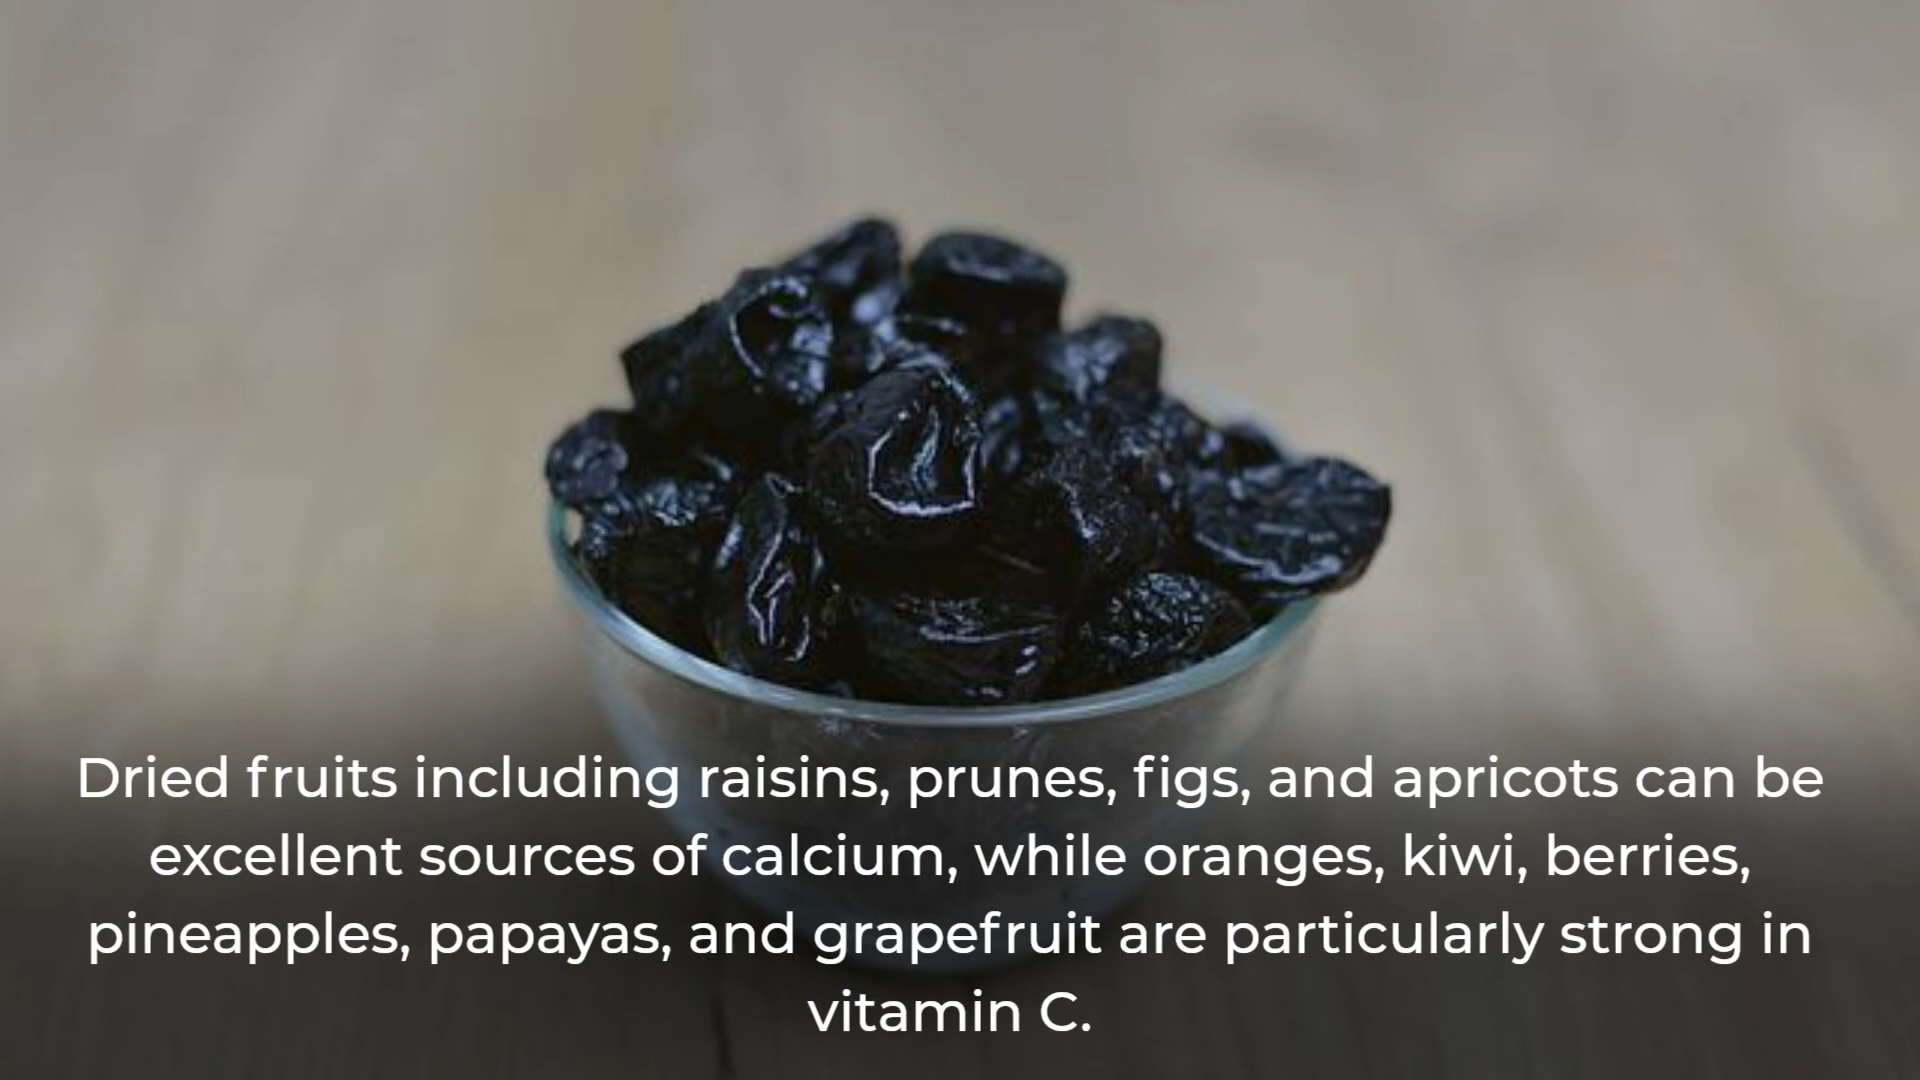 Dried fruits including raisins, prunes, figs, and apricots can be
excellent sources of calcium, while oranges, kiwi, berries,
pineapples, papayas, and grapefruit are particularly strong in
vitamin C.